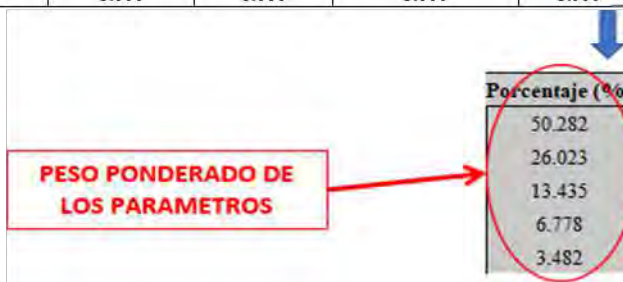 Porcentaje (%
50.282
26.023
PESO PONDERADO DE
LOS PARAMETROS
13.435
6.778
3.482